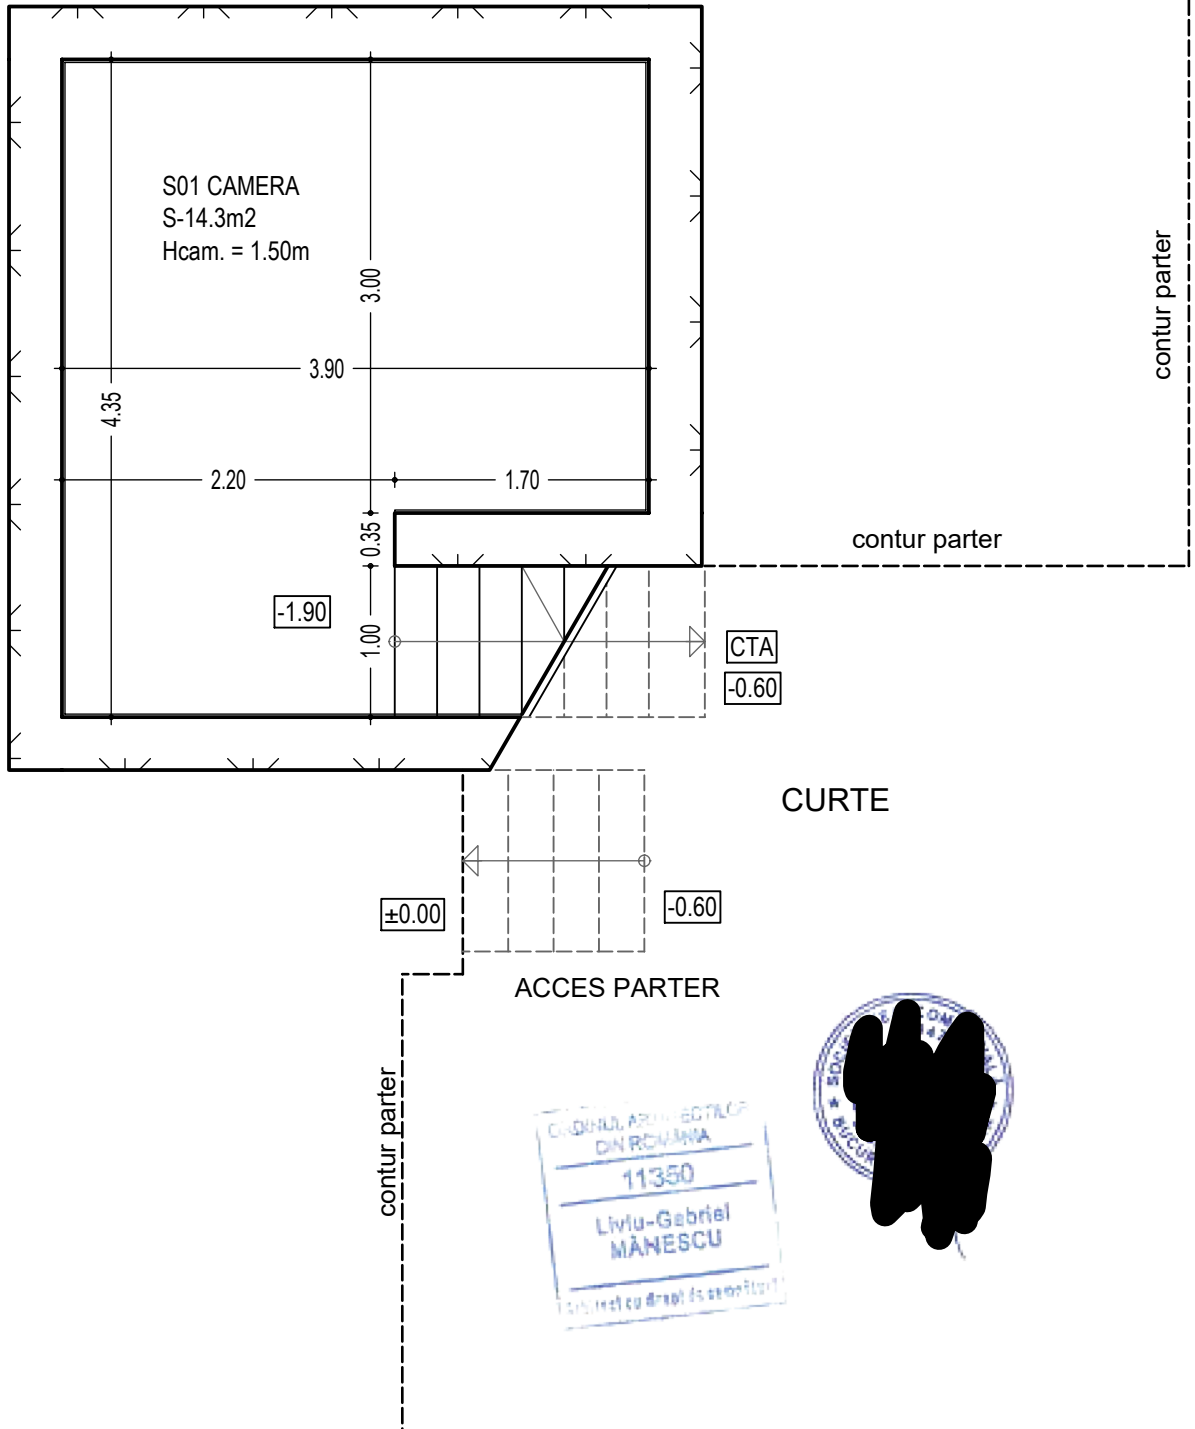 S01 CAMERA
S-14.3m2
Hcam. = 1.50m
3.00
3.90
4.35
2.20
1.70
0.35
1.00
-1.90
contur parter
contur parter
CTA
-0.60
CURTE
±0.00
-0.60
ACCES PARTER
contur parter
DIN ROMÂNIA
11350
Liviu-Gabriel
MĂNESCU